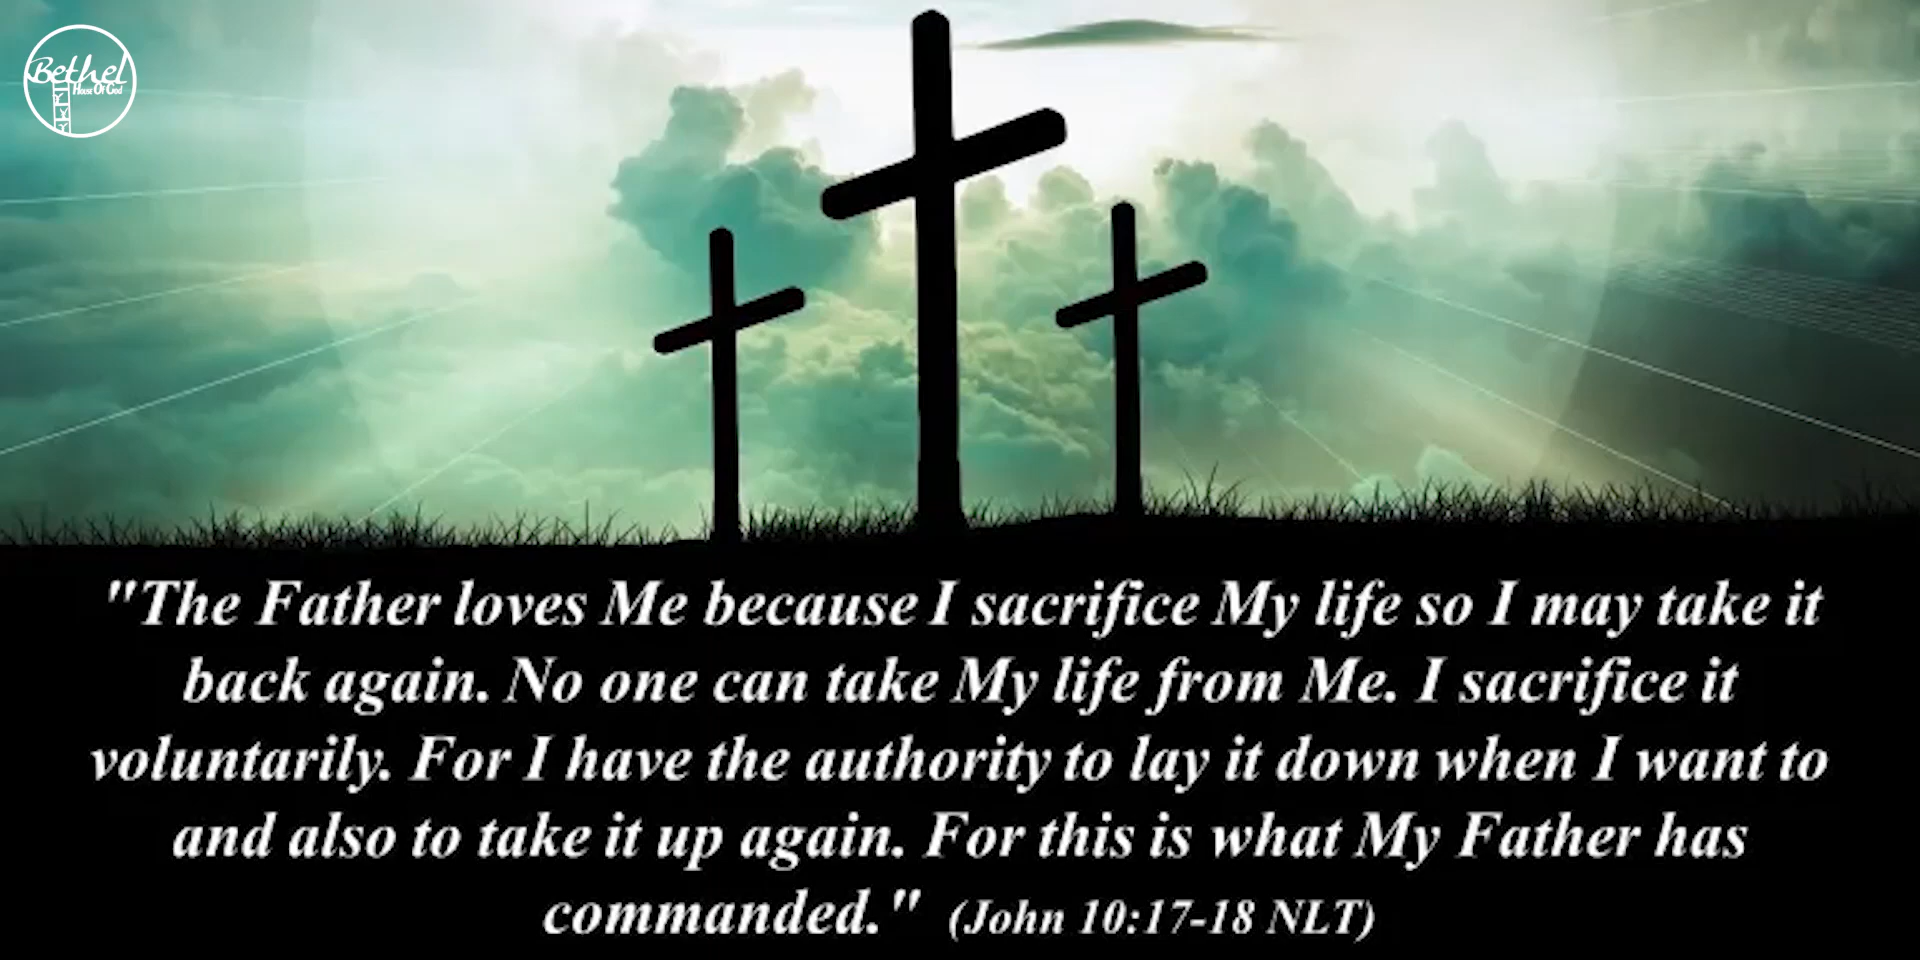 Bethel
House Of God
"The Father loves Me because I sacrifice My life so I may take it
back again. No one can take My life from Me. I sacrifice it
voluntarily. For I have the authority to lay it down when I want to
and also to take it up again. For this is what My Father has
commanded." (John 10:17-18 NLT)